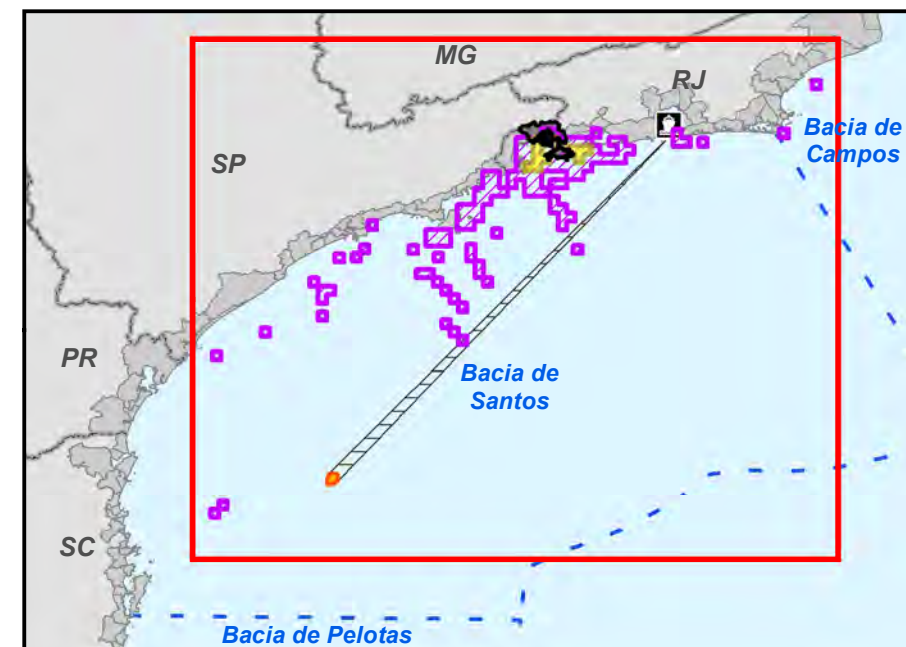 MG
RJ
Bacia de
Campos
SP
PR
Bacia de
Santos
SC
Bacia de Pelotas